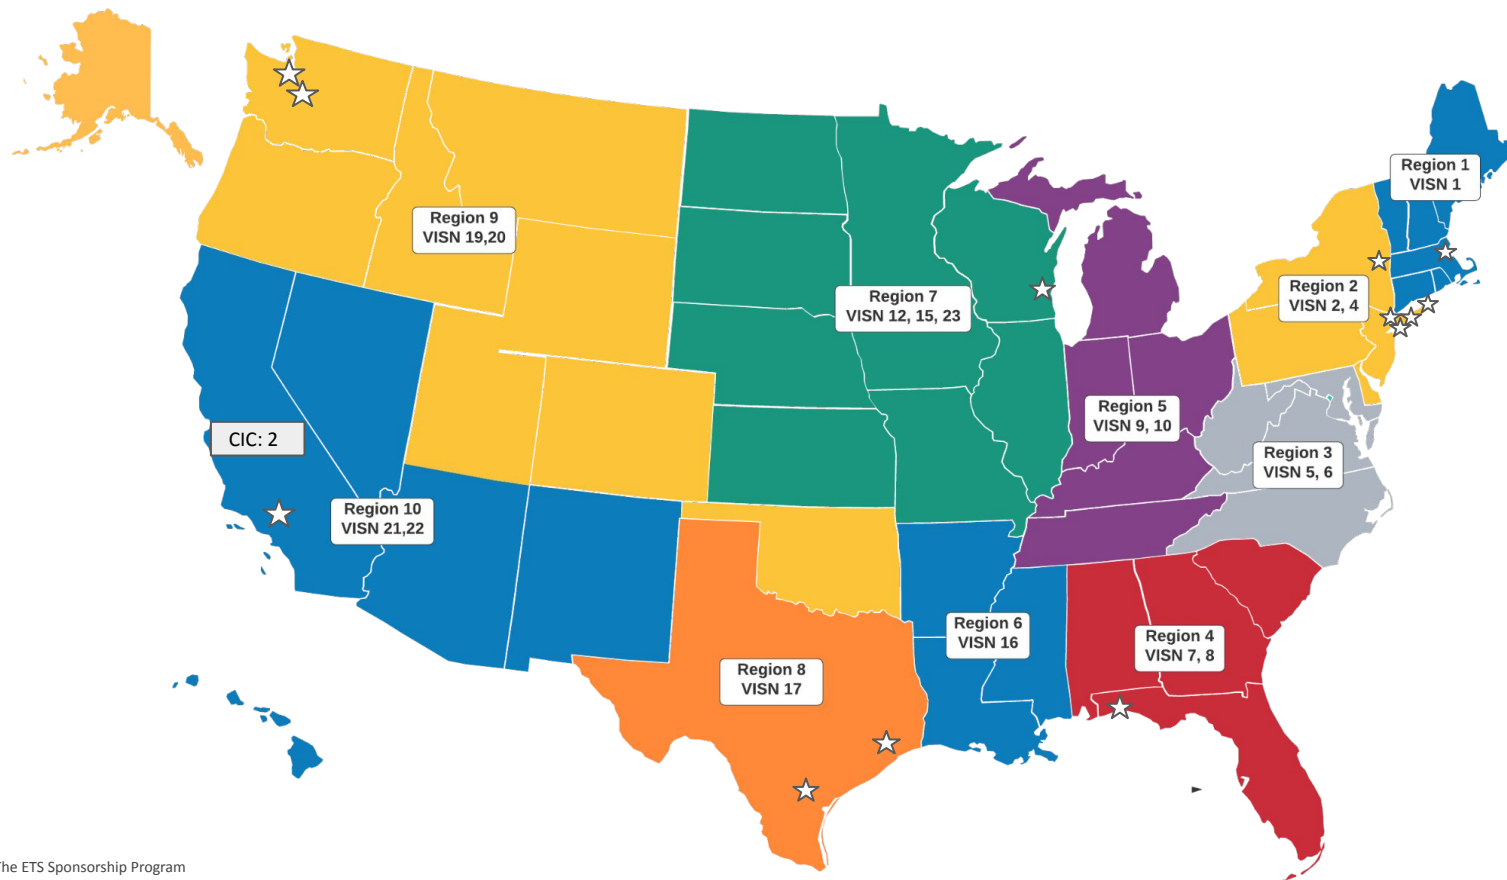 Region 1
VISN 1
Region 9
VISN 19,20
Region 2
VISN 2, 4
Region 7
VISN 12, 15, 23
Region 5
VISN 9, 10
CIC: 2
Region 3
VISN 5, 6
Region 10
VISN 21,22
Region 6
VISN 16
Region 4
VISN 7, 8
Region 8
VISN 17
The ETS Sponsorship Program